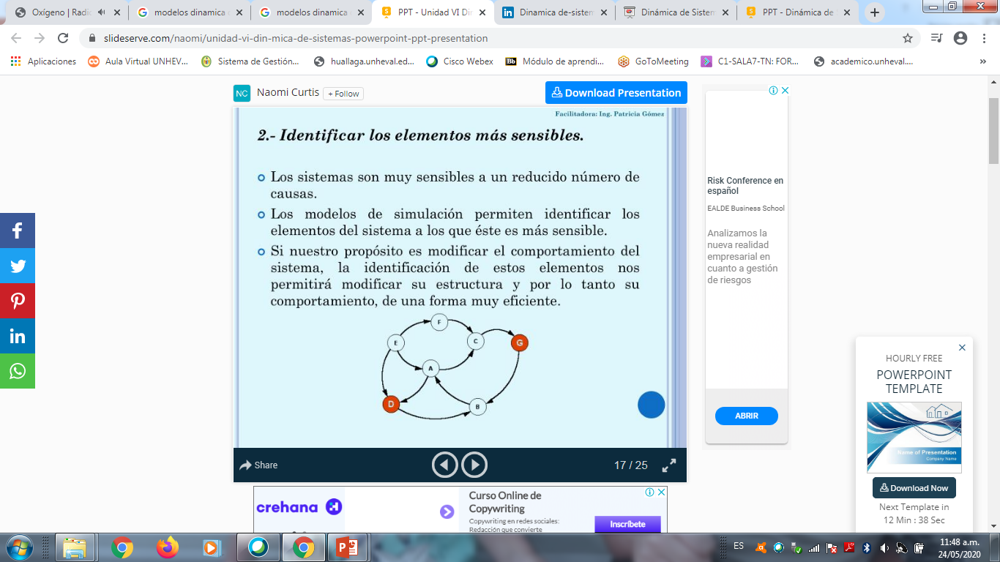 Oxígeno | Radio
modelos dinamica d
modelos dinamica d
PPT - Unidad VI Din
Dinamica de-sistem
Dinámica de Sistem
PPT - Dinámica de
slideserve.com/naomi/unidad-vi-din-mica-de-sistemas-powerpoint-ppt-presentation
Aplicaciones
Aula Virtual UNHEV...
Sistema de Gestión...
huallaga.unheval.ed...
Cisco Webex
Bb
Módulo de aprendi...
GoToMeeting
C1-SALA7-TN: FOR...
academico.unheval....
»
NC
Naomi Curtis
+ Follow
Download Presentation
Facilitadora: Ing. Patricia Gómez
2.- Identificar los elementos más sensibles.
Los sistemas son muy sensibles a un reducido número de
causas.
Los modelos de simulación permiten identificar los
elementos del sistema a los que éste es más sensible.
Si nuestro propósito es modificar el comportamiento del
sistema, la identificación de estos elementos nos
permitirá modificar su estructura y por lo tanto su
comportamiento, de una forma muy eficiente.
F
E
C
G
A
D
B
Share
17 / 25
Risk Conference en
español
EALDE Business School
Analizamos la
nueva realidad
empresarial en
cuanto a gestión
de riesgos
ABRIR
HOURLY FREE
POWERPOINT
TEMPLATE
Name of Presentation
Company Name
Download Now
Next Template in
12 Min : 38 Sec
crehana
Curso Online de
Copywriting
Copywriting en redes sociales:
Redacción que convierte
Inscríbete
ES
11:48 a.m.
24/05/2020